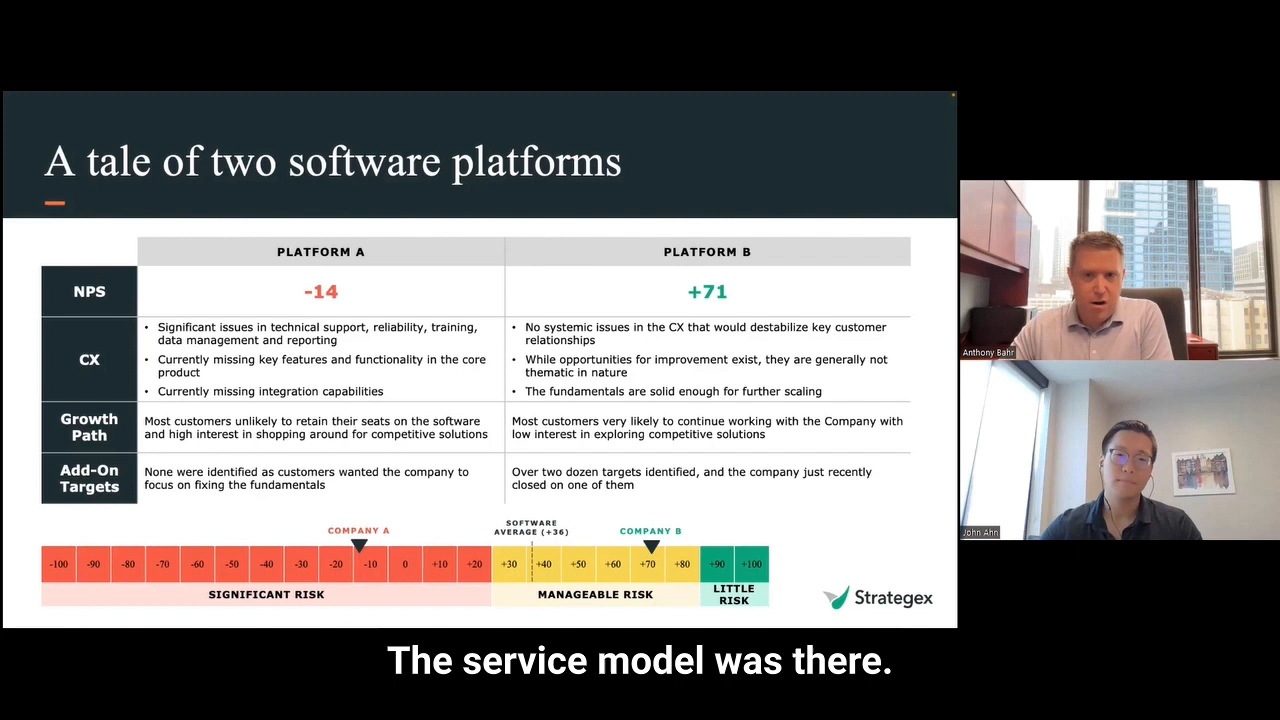 A tale of two software platforms
PLATFORM A
PLATFORM B
NPS
-14
+71
CX
• Significant issues in technical support, reliability, training,
data management and reporting
• Currently missing key features and functionality in the core
product
• Currently missing integration capabilities
• No systemic issues in the CX that would destabilize key customer
relationships
• While opportunities for improvement exist, they are generally not
thematic in nature
• The fundamentals are solid enough for further scaling
Growth
Path
Most customers unlikely to retain their seats on the software
and high interest in shopping around for competitive solutions
Most customers very likely to continue working with the Company with
low interest in exploring competitive solutions
Add-On
Targets
None were identified as customers wanted the company to
focus on fixing the fundamentals
Over two dozen targets identified, and the company just recently
closed on one of them
COMPANY A
SOFTWARE
AVERAGE (+36)
COMPANY B
-100 -90 -80 -70 -60 -50 -40 -30 -20 -10 0 +10 +20 +30 +40 +50 +60 +70 +80 +90 +100
SIGNIFICANT RISK
MANAGEABLE RISK
LITTLE
RISK
Strategex
Anthony Bahr
John Ahn
The service model was there.